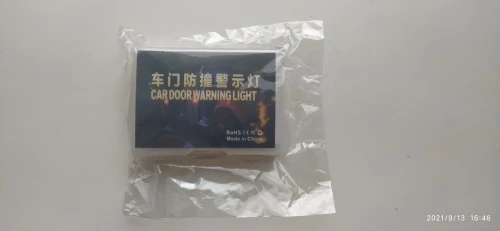 车门防撞警示灯
CAR DOOR WARNING LIGHT
RoHS CE
Made in China
2021/9/13 16:46